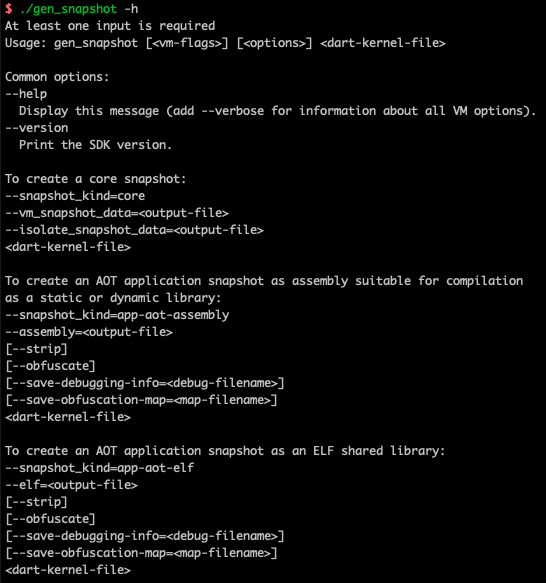 $ ./gen_snapshot -h
At least one input is required
Usage: gen_snapshot [<vm-flags>] [<options>] <dart-kernel-file>

Common options:
--help
  Display this message (add --verbose for information about all VM options).
--version
  Print the SDK version.

To create a core snapshot:
--snapshot_kind=core
--vm_snapshot_data=<output-file>
--isolate_snapshot_data=<output-file>
<dart-kernel-file>

To create an AOT application snapshot as assembly suitable for compilation
as a static or dynamic library:
--snapshot_kind=app-aot-assembly
--assembly=<output-file>
[--strip]
[--obfuscate]
[--save-debugging-info=<debug-filename>]
[--save-obfuscation-map=<map-filename>]
<dart-kernel-file>

To create an AOT application snapshot as an ELF shared library:
--snapshot_kind=app-aot-elf
--elf=<output-file>
[--strip]
[--obfuscate]
[--save-debugging-info=<debug-filename>]
[--save-obfuscation-map=<map-filename>]
<dart-kernel-file>